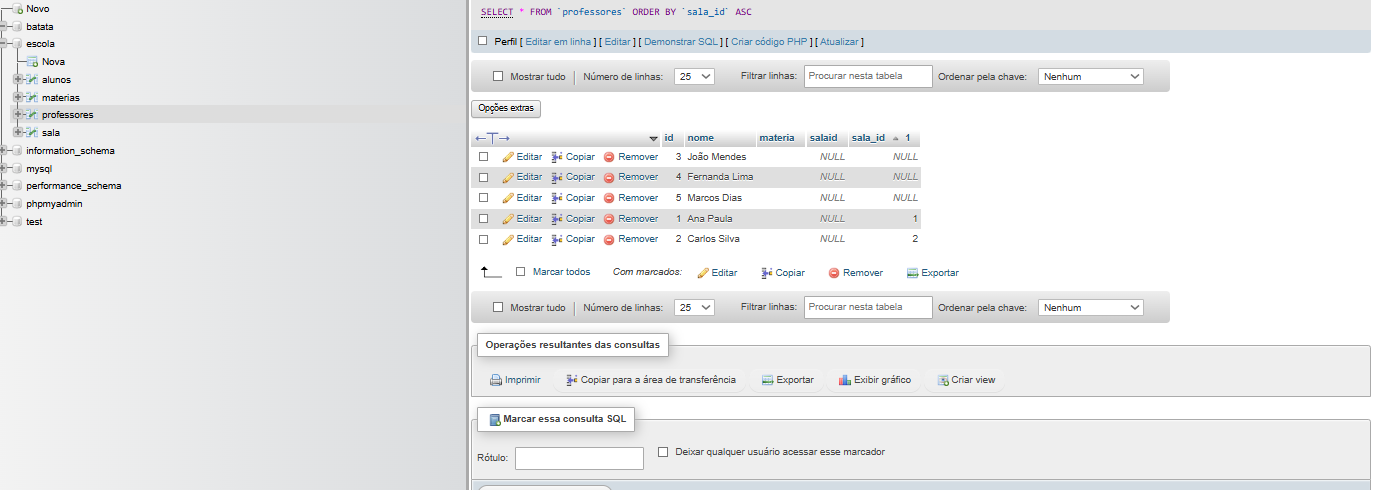 Novo
batata
escola
Nova
alunos
materias
professores
sala
information_schema
mysql
performance_schema
phpmyadmin
test
SELECT * FROM `professores` ORDER BY `sala_id` ASC
Perfil [ Editar em linha ] [ Editar ] [ Demonstrar SQL ] [ Criar código PHP ] [ Atualizar ]
Mostrar tudo | Número de linhas: 25 Filtrar linhas: Procurar nesta tabela Ordenar pela chave: Nenhum
Opções extras
←T→ id nome materia salaid sala_id 1
Editar Copiar Remover 3 João Mendes NULL NULL
Editar Copiar Remover 4 Fernanda Lima NULL NULL
Editar Copiar Remover 5 Marcos Dias NULL NULL
Editar Copiar Remover 1 Ana Paula NULL 1
Editar Copiar Remover 2 Carlos Silva NULL 2
Marcar todos Com marcados: Editar Copiar Remover Exportar
Mostrar tudo | Número de linhas: 25 Filtrar linhas: Procurar nesta tabela Ordenar pela chave: Nenhum
Operações resultantes das consultas
Imprimir Copiar para a área de transferência Exportar Exibir gráfico Criar view
Marcar essa consulta SQL
Rótulo: Deixar qualquer usuário acessar esse marcador